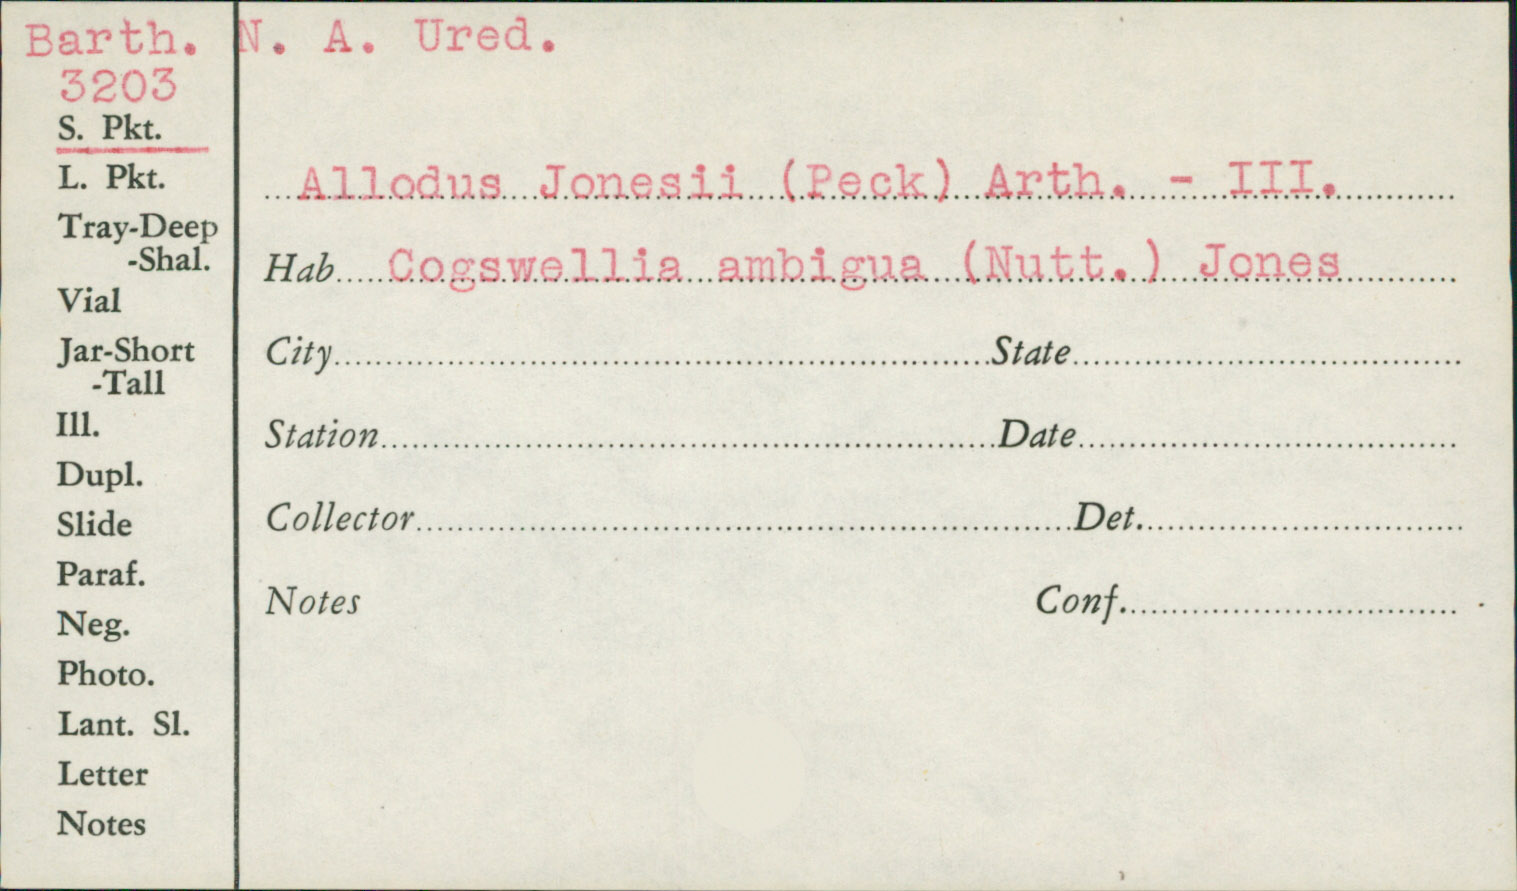 Barth. N. A. Ured.
3203
S. Pkt.
L. Pkt.
Allodus Jonesii (Peck) Arth. - III.
Tray-Deep
-Shal.
Hab Cogswellia ambigua (Nutt.) Jones
Vial
Jar-Short
-Tall
City State
Ill.
Station Date
Dupl.
Slide
Collector Det.
Paraf.
Notes Conf.
Neg.
Photo.
Lant. Sl.
Letter
Notes